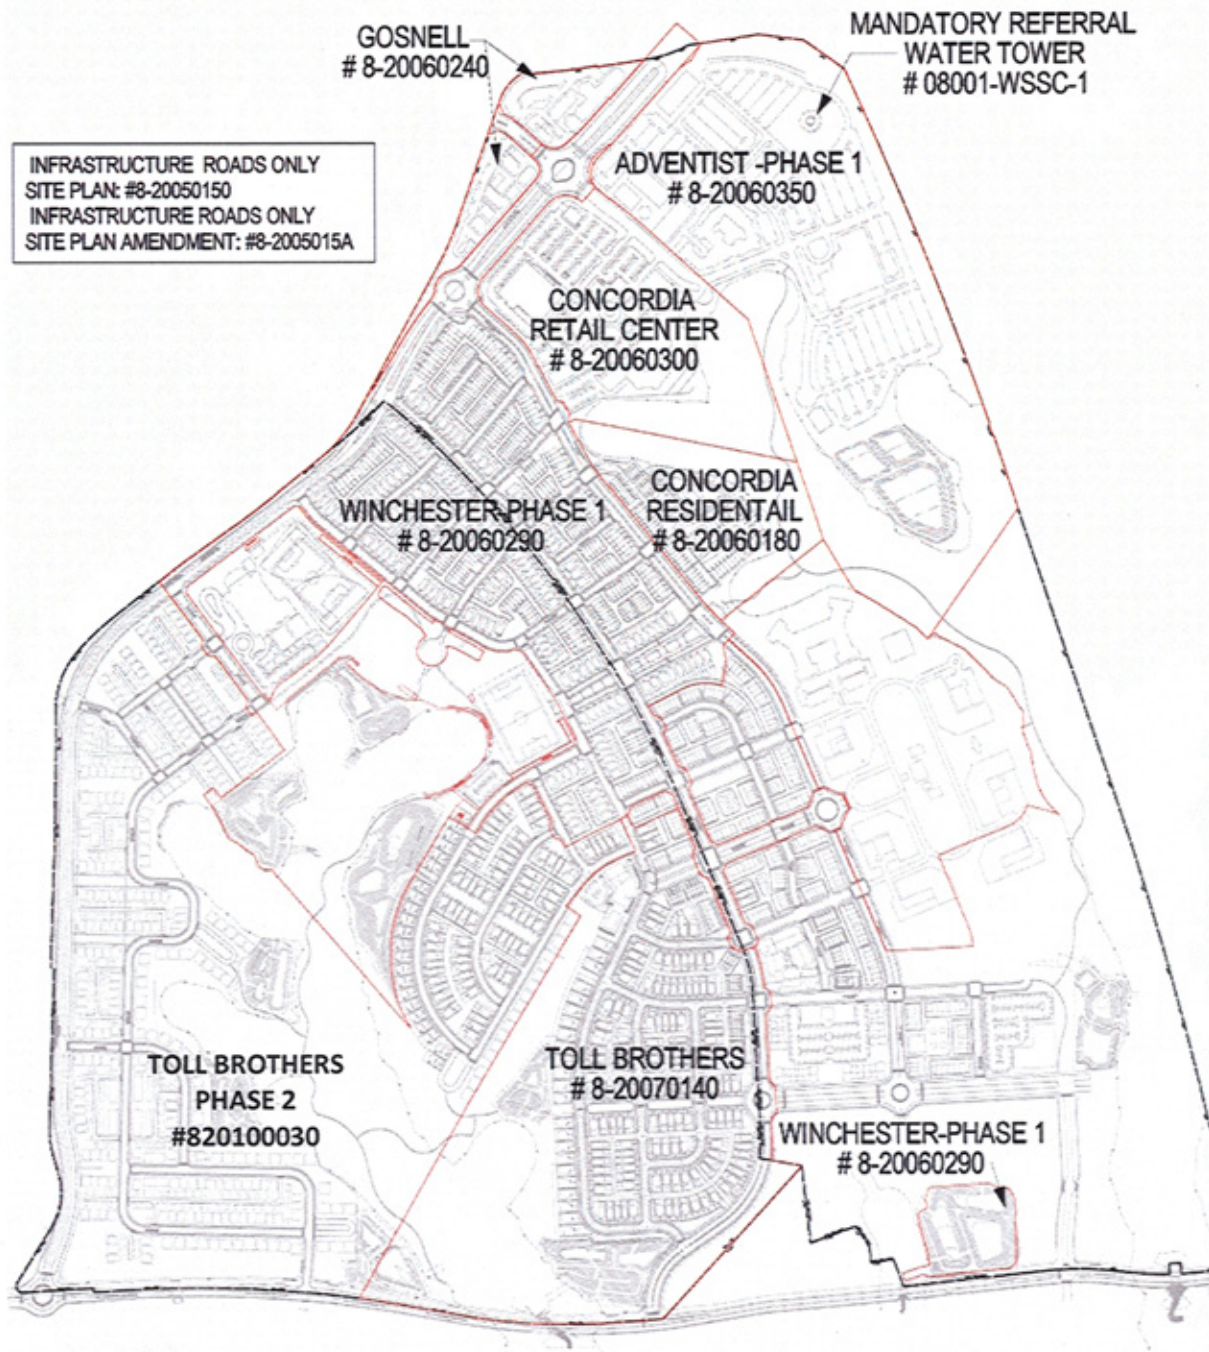 GOSNELL
# 8-20060240
MANDATORY REFERRAL
WATER TOWER
# 08001-WSSC-1
INFRASTRUCTURE ROADS ONLY
SITE PLAN: #8-20050150
INFRASTRUCTURE ROADS ONLY
SITE PLAN AMENDMENT: #8-2005015A
ADVENTIST -PHASE 1
# 8-20060350
CONCORDIA
RETAIL CENTER
# 8-20060300
CONCORDIA
RESIDENTAIL
# 8-20060180
WINCHESTER-PHASE 1
# 8-20060290
TOLL BROTHERS
PHASE 2
#820100030
TOLL BROTHERS
# 8-20070140
WINCHESTER-PHASE 1
# 8-20060290